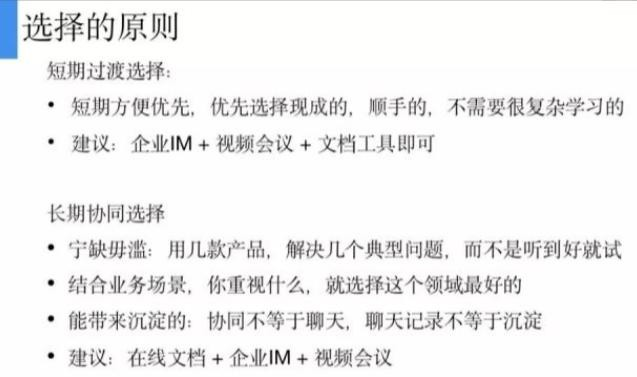 选择的原则
短期过渡选择：
• 短期方便优先，优先选择现成的，顺手的，不需要很复杂学习的
• 建议：企业IM + 视频会议 + 文档工具即可
长期协同选择
• 宁缺毋滥：用几款产品，解决几个典型问题，而不是听到好就试
• 结合业务场景，你重视什么，就选择这个领域最好的
• 能带来沉淀的：协同不等于聊天，聊天记录不等于沉淀
• 建议：在线文档 + 企业IM + 视频会议